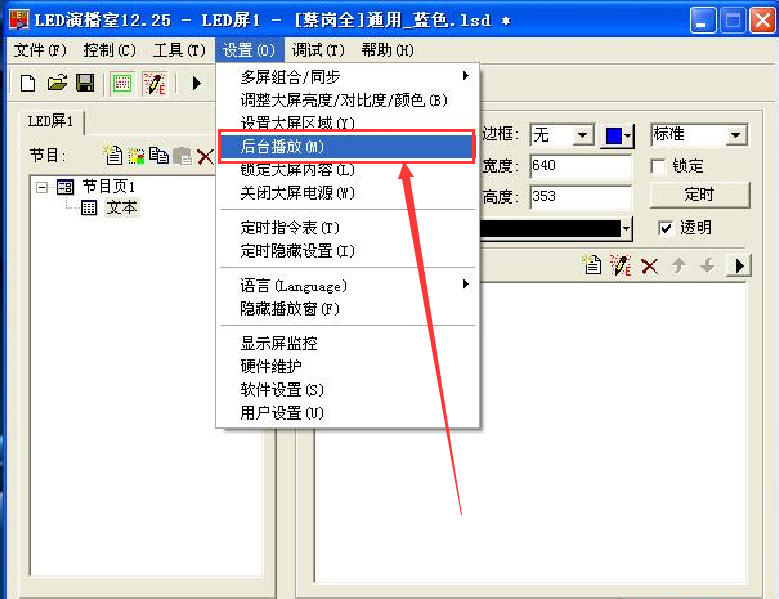 LED演播室12.25 - LED屏1 - [蔡岗全]通用_蓝色.lsd *
文件(F) 控制(C) 工具(T) 设置(O) 调试(T) 帮助(H)
多屏组合/同步
调整大屏亮度/对比度/颜色(B)
设置大屏区域(Y)
后台播放(M)
锁定大屏内容(L)
关闭大屏电源(W)
定时指令表(T)
定时隐藏设置(I)
语言(Language)
隐藏播放窗(F)
显示屏监控
硬件维护
软件设置(S)
用户设置(U)
LED屏1
节目:
节目页1
文本
边框: 无 标准
宽度: 640 锁定
高度: 353 定时
透明